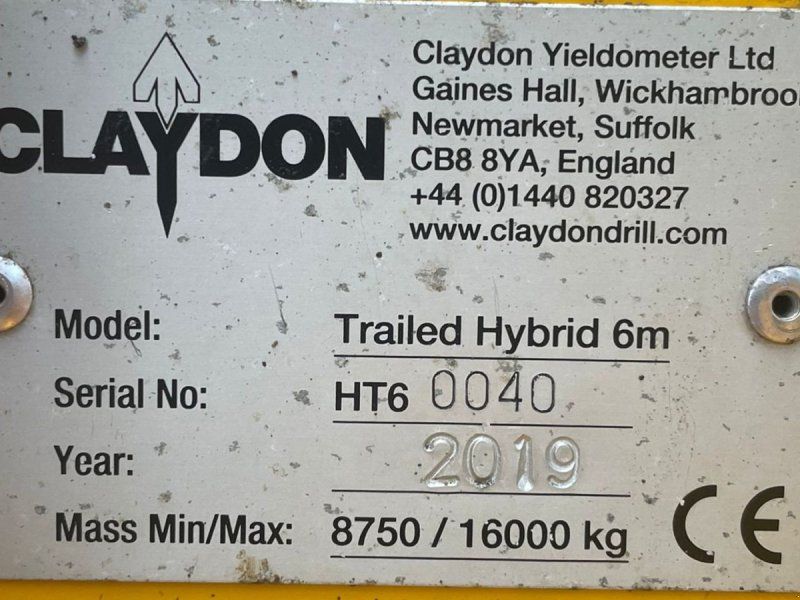 CLAYDON
Claydon Yieldometer Ltd
Gaines Hall, Wickhambrook
Newmarket, Suffolk
CB8 8YA, England
+44 (0)1440 820327
www.claydondrill.com
Model: Trailed Hybrid 6m
Serial No: HT6 0040
Year: 2019
Mass Min/Max: 8750 / 16000 kg
CE